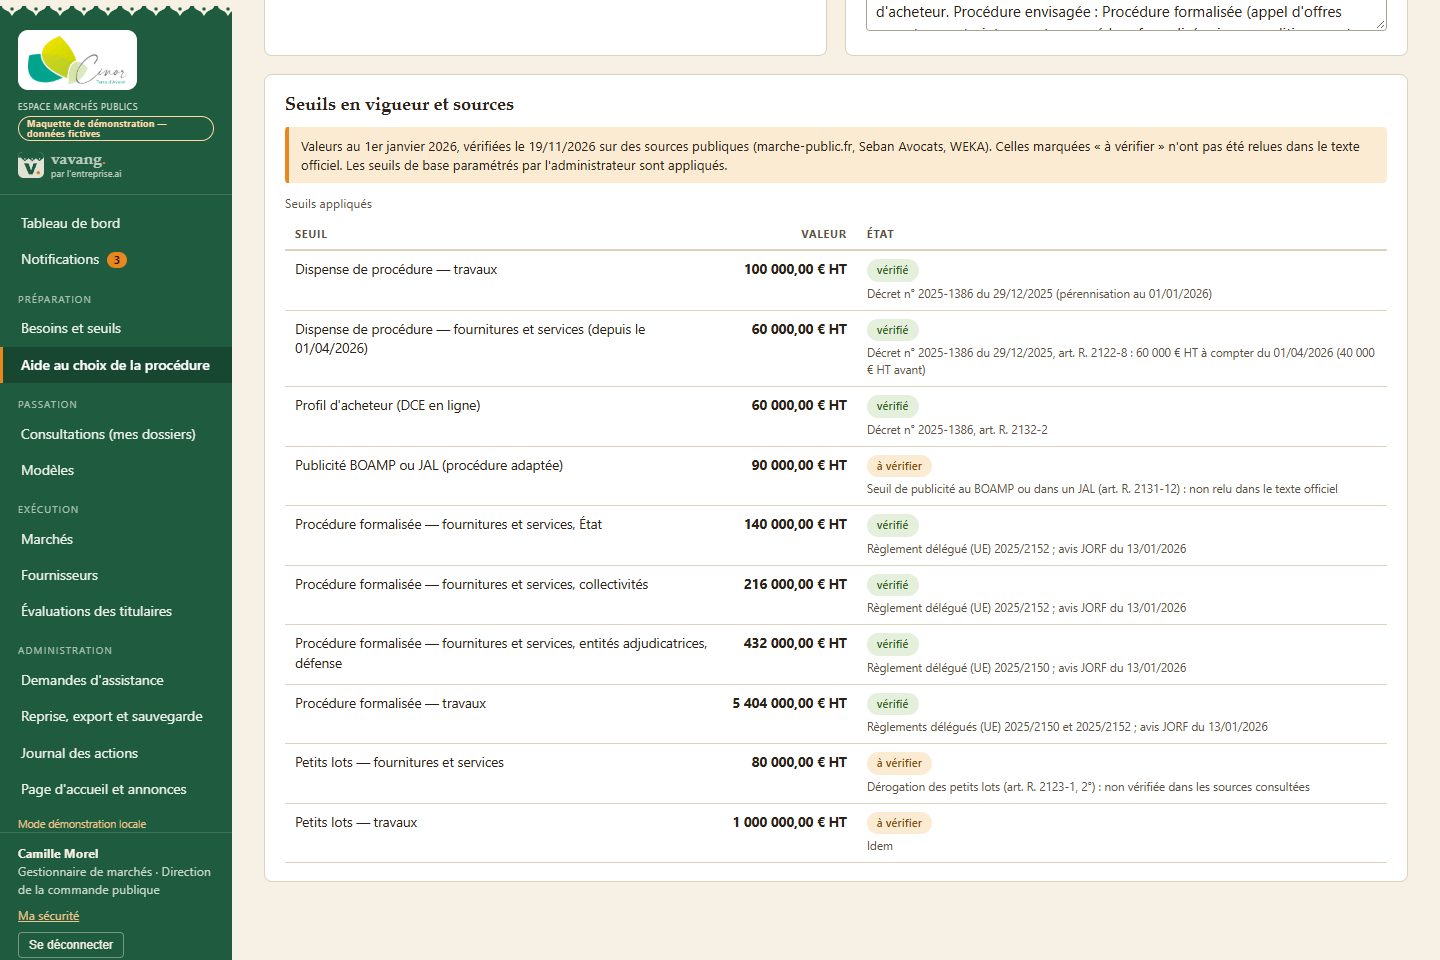 Cinor
Terre d'Avenir
ESPACE MARCHÉS PUBLICS
Maquette de démonstration —
données fictives
v.
vavang.
par l'entreprise.ai
Tableau de bord
Notifications 3
PRÉPARATION
Besoins et seuils
Aide au choix de la procédure
PASSATION
Consultations (mes dossiers)
Modèles
EXÉCUTION
Marchés
Fournisseurs
Évaluations des titulaires
ADMINISTRATION
Demandes d'assistance
Reprise, export et sauvegarde
Journal des actions
Page d'accueil et annonces
Mode démonstration locale
Camille Morel
Gestionnaire de marchés · Direction
de la commande publique
Ma sécurité
Se déconnecter
d'acheteur. Procédure envisagée : Procédure formalisée (appel d'offres
Seuils en vigueur et sources
Valeurs au 1er janvier 2026, vérifiées le 19/11/2026 sur des sources publiques (marche-public.fr, Seban Avocats, WEKA). Celles marquées « à vérifier » n'ont pas été relues dans le texte
officiel. Les seuils de base paramétrés par l'administrateur sont appliqués.
Seuils appliqués
SEUIL VALEUR ÉTAT
Dispense de procédure — travaux 100 000,00 € HT vérifié
Décret n° 2025-1386 du 29/12/2025 (pérennisation au 01/01/2026)
Dispense de procédure — fournitures et services (depuis le 60 000,00 € HT vérifié
01/04/2026)
Décret n° 2025-1386 du 29/12/2025, art. R. 2122-8 : 60 000 € HT à compter du 01/04/2026 (40 000
€ HT avant)
Profil d'acheteur (DCE en ligne) 60 000,00 € HT vérifié
Décret n° 2025-1386, art. R. 2132-2
Publicité BOAMP ou JAL (procédure adaptée) 90 000,00 € HT à vérifier
Seuil de publicité au BOAMP ou dans un JAL (art. R. 2131-12) : non relu dans le texte officiel
Procédure formalisée — fournitures et services, État 140 000,00 € HT vérifié
Règlement délégué (UE) 2025/2152 ; avis JORF du 13/01/2026
Procédure formalisée — fournitures et services, collectivités 216 000,00 € HT vérifié
Règlement délégué (UE) 2025/2152 ; avis JORF du 13/01/2026
Procédure formalisée — fournitures et services, entités adjudicatrices, 432 000,00 € HT vérifié
défense
Règlement délégué (UE) 2025/2150 ; avis JORF du 13/01/2026
Procédure formalisée — travaux 5 404 000,00 € HT vérifié
Règlements délégués (UE) 2025/2150 et 2025/2152 ; avis JORF du 13/01/2026
Petits lots — fournitures et services 80 000,00 € HT à vérifier
Dérogation des petits lots (art. R. 2123-1, 2°) : non vérifiée dans les sources consultées
Petits lots — travaux 1 000 000,00 € HT à vérifier
Idem